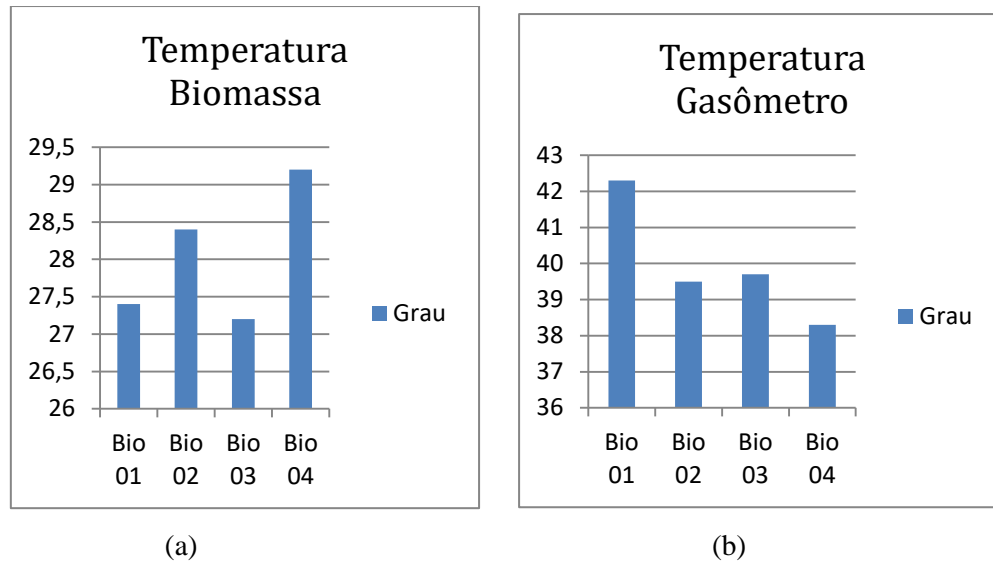 Temperatura
Biomassa
29,5
29
28,5
28
27,5
27
26,5
26
Bio Bio Bio Bio
01 02 03 04
Grau
(a)
Temperatura
Gasômetro
43
42
41
40
39
38
37
36
Bio Bio Bio Bio
01 02 03 04
Grau
(b)